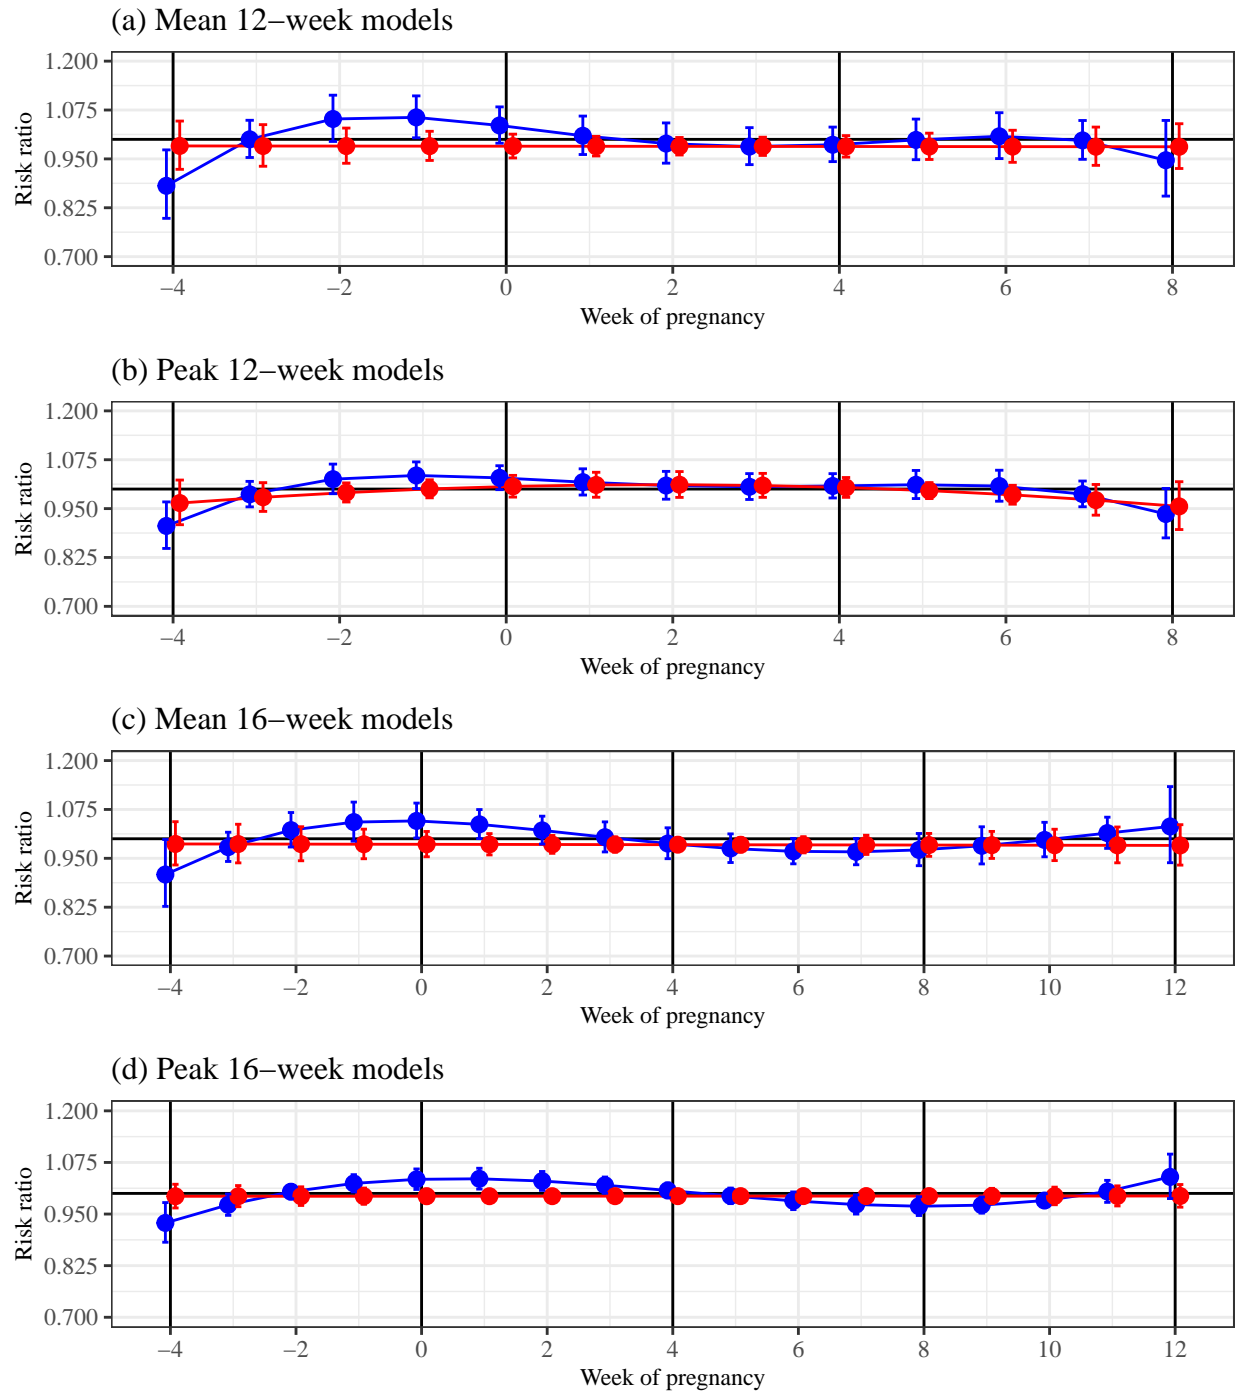 (a) Mean 12−week models
1.200
1.075
0.950
0.825
0.700
Risk ratio
−4 −2 0 2 4 6 8
Week of pregnancy
(b) Peak 12−week models
1.200
1.075
0.950
0.825
0.700
Risk ratio
−4 −2 0 2 4 6 8
Week of pregnancy
(c) Mean 16−week models
1.200
1.075
0.950
0.825
0.700
Risk ratio
−4 −2 0 2 4 6 8 10 12
Week of pregnancy
(d) Peak 16−week models
1.200
1.075
0.950
0.825
0.700
Risk ratio
−4 −2 0 2 4 6 8 10 12
Week of pregnancy